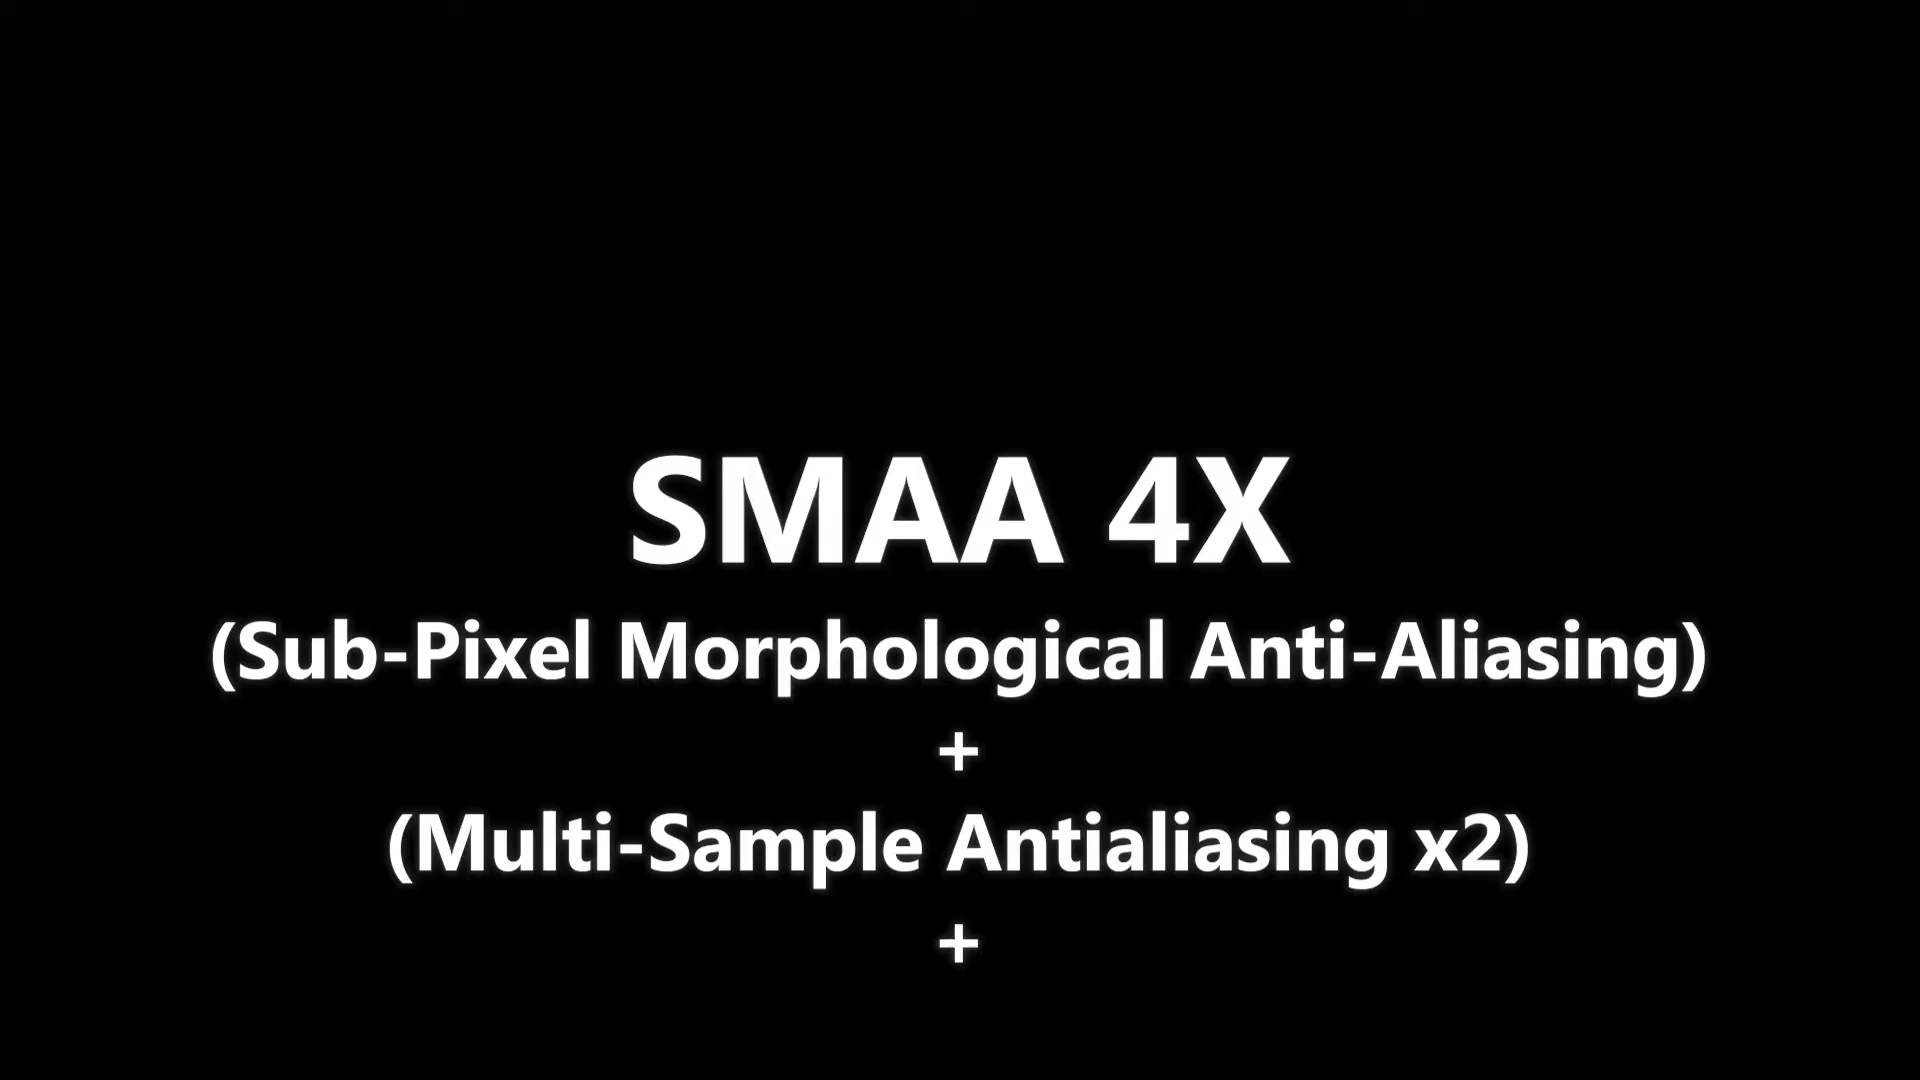 SMAA 4X
(Sub-Pixel Morphological Anti-Aliasing)
+
(Multi-Sample Antialiasing x2)
+